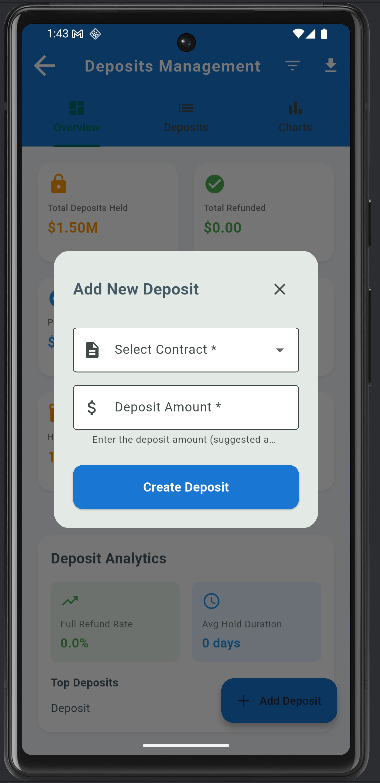 1:43
Deposits Management
Overview
Deposits
Charts
Total Deposits Held
$1.50M
Total Refunded
$0.00
Add New Deposit
Select Contract *
Deposit Amount *
Enter the deposit amount (suggested a...
Create Deposit
Deposit Analytics
Full Refund Rate
0.0%
Avg Hold Duration
0 days
Top Deposits
Deposit
Add Deposit